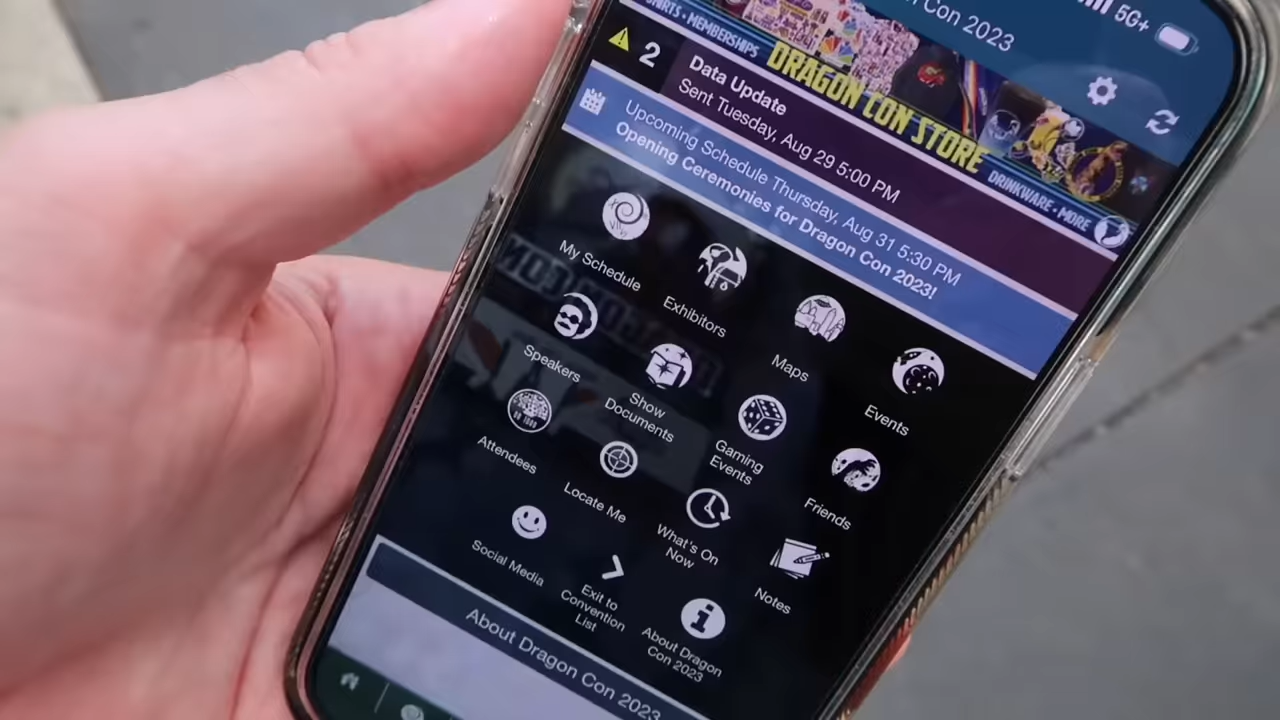 5G+
Con 2023
SHIRTS • MEMBERSHIPS
DRAGON CON STORE
DRINKWARE • MORE
2
Data Update
Sent Tuesday, Aug 29 5:00 PM
Upcoming Schedule Thursday, Aug 31 5:30 PM
Opening Ceremonies for Dragon Con 2023!
My Schedule
Exhibitors
Maps
Events
Speakers
Show
Documents
Gaming
Events
Friends
Attendees
Locate Me
What's On
Now
Notes
Social Media
Exit to
Convention
List
About Dragon
Con 2023
About Dragon Con 2023